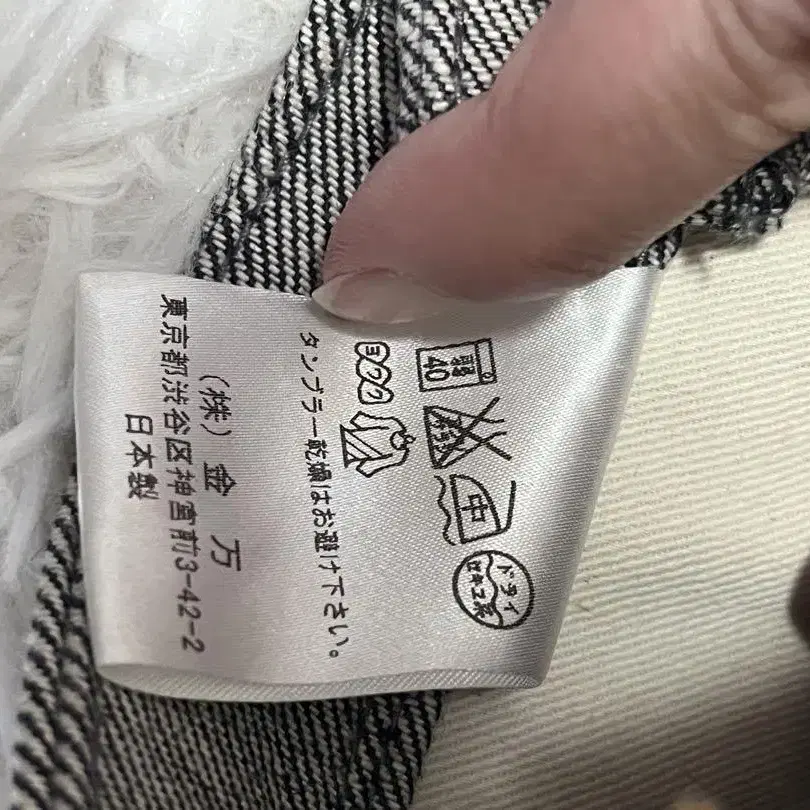 40
中
ドライ
セキユ系
ヨワク
タンブラー乾燥はお避け下さい。
(株) 金 万
東京都渋谷区神宮前3-42-2
日本製